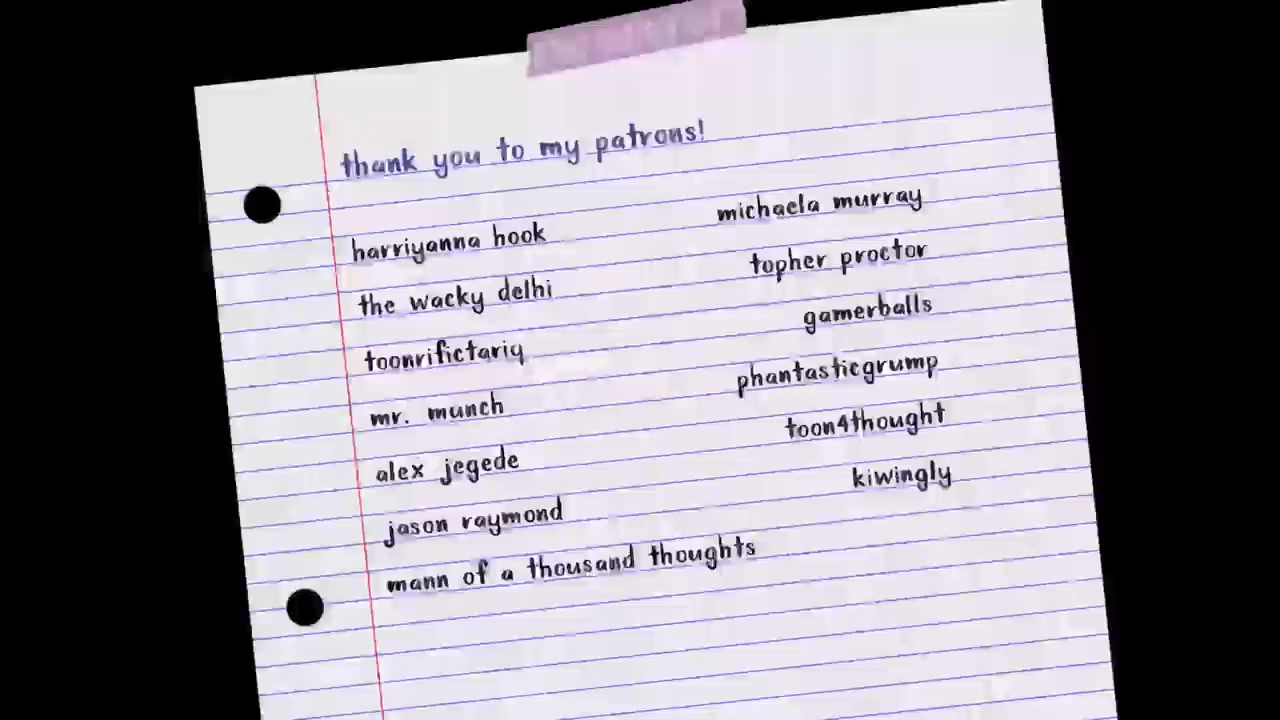 thank you to my patrons!
harriyanna hook
the wacky delhi
toonrifictariq
mr. munch
alex jegede
jason raymond
mann of a thousand thoughts
michaela murray
topher proctor
gamerballs
phantasticgrump
toon4thought
kiwingly